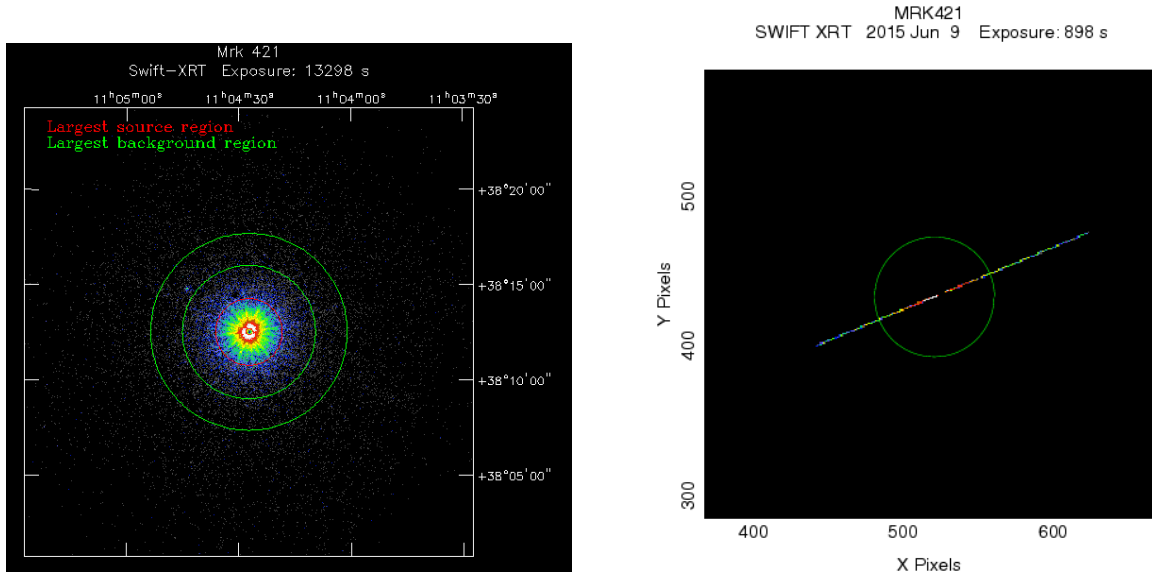 Mrk 421
Swift-XRT Exposure: 13298 s
11ʰ05ᵐ00ˢ 11ʰ04ᵐ30ˢ 11ʰ04ᵐ00ˢ 11ʰ03ᵐ30ˢ
Largest source region
Largest background region
+38°20'00"
+38°15'00"
+38°10'00"
+38°05'00"
MRK421
SWIFT XRT 2015 Jun 9 Exposure: 898 s
500
400
300
Y Pixels
400 500 600
X Pixels